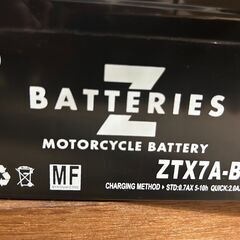 Z
BATTERIES
MOTORCYCLE BATTERY
MF
ZTX7A-B
CHARGING METHOD ► STD:0.7AX 5-10h QUICK:2.0A